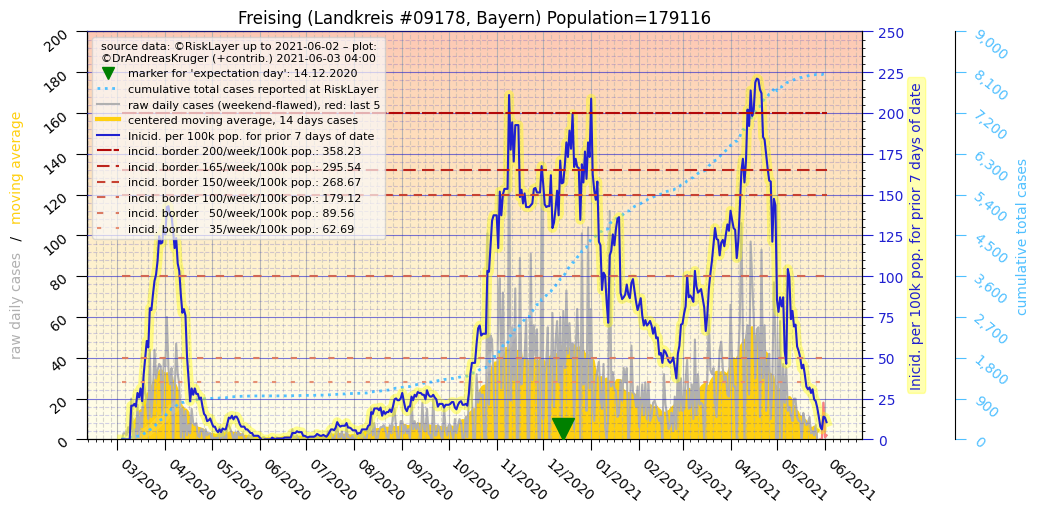 Freising (Landkreis #09178, Bayern) Population=179116
source data: ©RiskLayer up to 2021-06-02 – plot:
©DrAndreasKruger (+contrib.) 2021-06-03 04:00
marker for 'expectation day': 14.12.2020
cumulative total cases reported at RiskLayer
raw daily cases (weekend-flawed), red: last 5
centered moving average, 14 days cases
Inicid. per 100k pop. for prior 7 days of date
incid. border 200/week/100k pop.: 358.23
incid. border 165/week/100k pop.: 295.54
incid. border 150/week/100k pop.: 268.67
incid. border 100/week/100k pop.: 179.12
incid. border 50/week/100k pop.: 89.56
incid. border 35/week/100k pop.: 62.69
raw daily cases / moving average
200
180
160
140
120
100
80
60
40
20
0
03/2020
04/2020
05/2020
06/2020
07/2020
08/2020
09/2020
10/2020
11/2020
12/2020
01/2021
02/2021
03/2021
04/2021
05/2021
06/2021
250
225
200
175
150
125
100
75
50
25
0
Inicid. per 100k pop. for prior 7 days of date
9,000
8,100
7,200
6,300
5,400
4,500
3,600
2,700
1,800
900
0
cumulative total cases